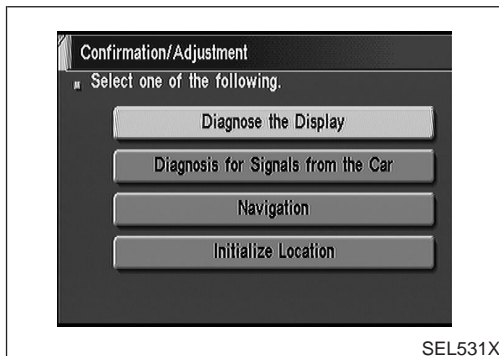 Confirmation/Adjustment
Select one of the following.
Diagnose the Display
Diagnosis for Signals from the Car
Navigation
Initialize Location
SEL531X